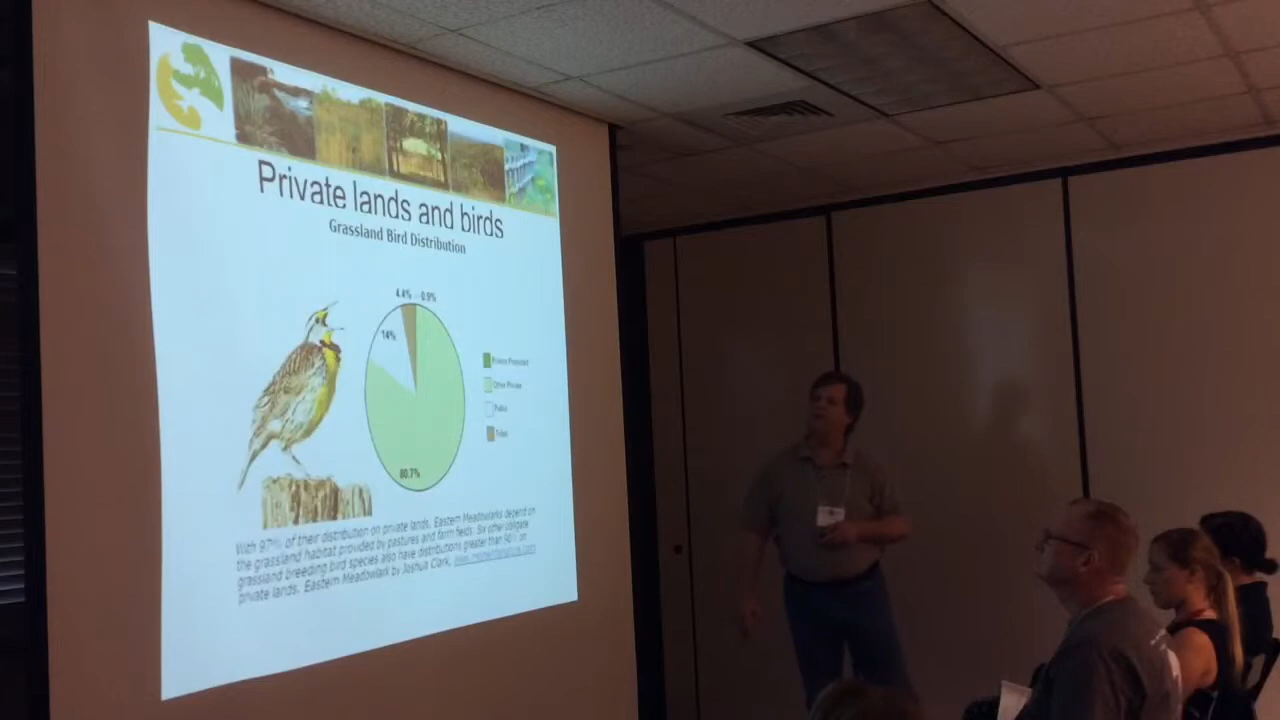 Private lands and birds
Grassland Bird Distribution
4.4% 0.9%
14%
80.7%
Private Protected
Other Private
Public
Tribal
With 97% of their distribution on private lands, Eastern Meadowlarks depend on
the grassland habitat provided by pastures and farm fields. Six other obligate
grassland breeding bird species also have distributions greater than 90% on
private lands. Eastern Meadowlark by Joshua Clark,